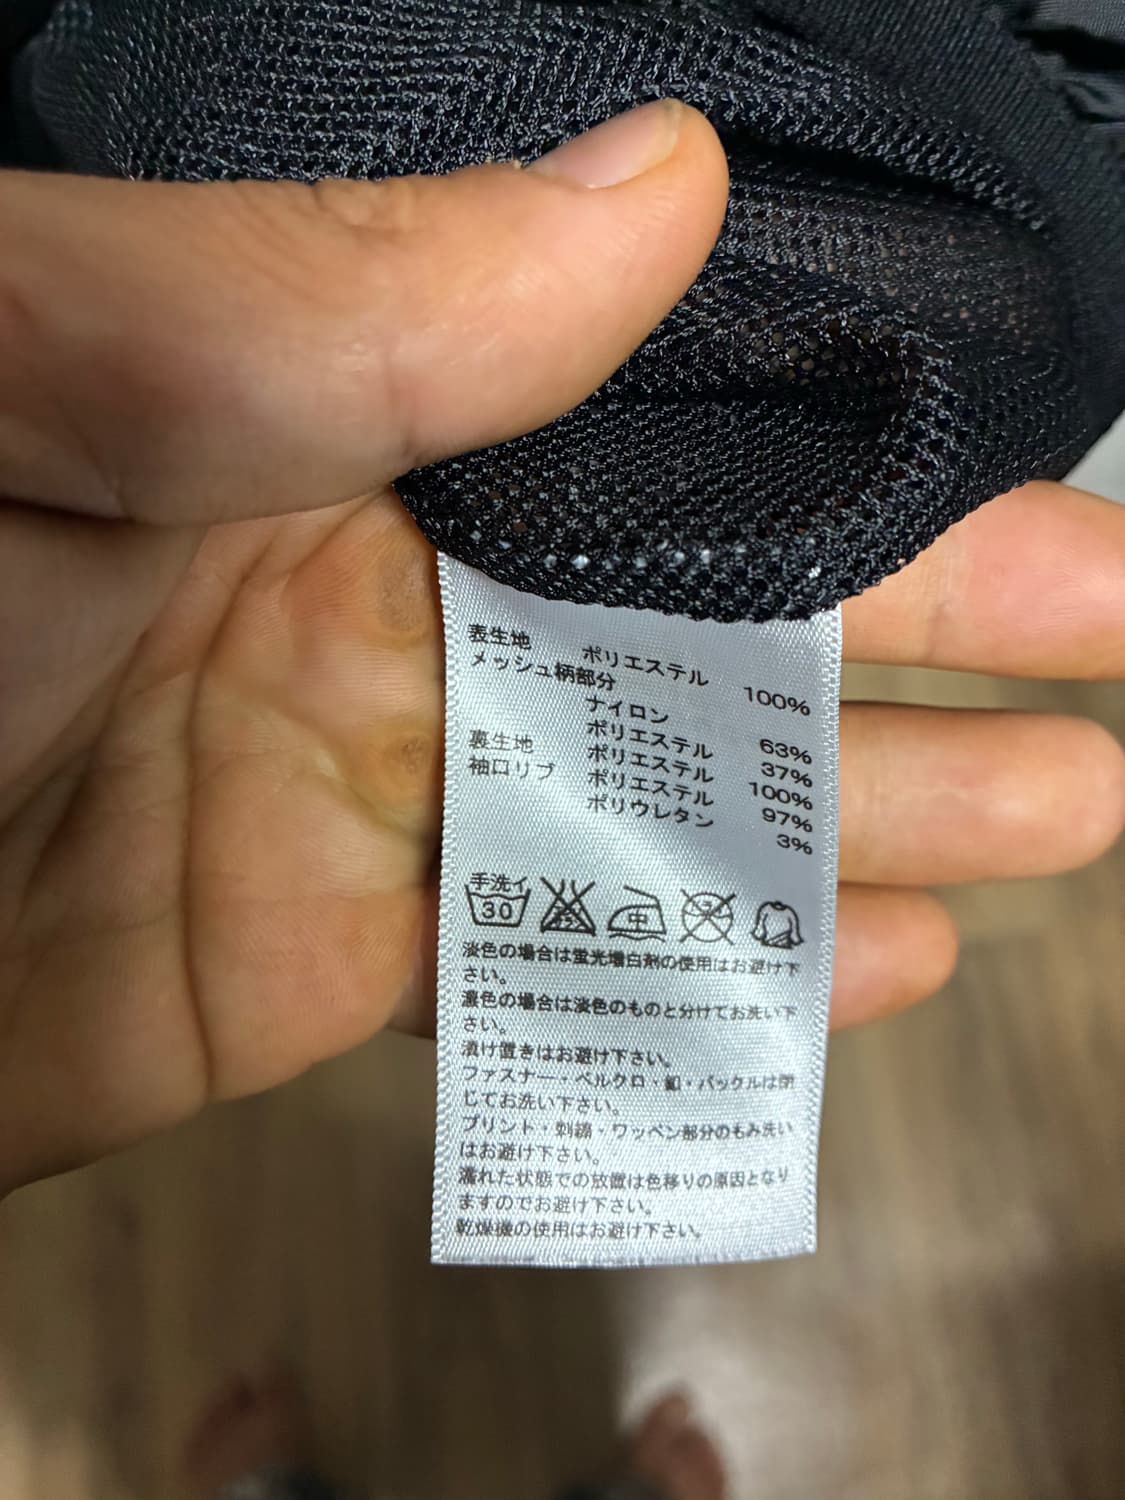 表生地 ポリエステル 100%
メッシュ柄部分
ナイロン 63%
ポリエステル 37%
裏生地 ポリエステル 100%
袖口リブ ポリエステル 97%
ポリウレタン 3%
手洗イ
30
中
淡色の場合は蛍光増白剤の使用はお避け下
さい。
濃色の場合は淡色のものと分けてお洗い下
さい。
漬け置きはお避け下さい。
ファスナー・ベルクロ・釦・バックルは閉
じてお洗い下さい。
プリント・刺繍・ワッペン部分のもみ洗い
はお避け下さい。
濡れた状態での放置は色移りの原因となり
ますのでお避け下さい。
乾燥機の使用はお避け下さい。